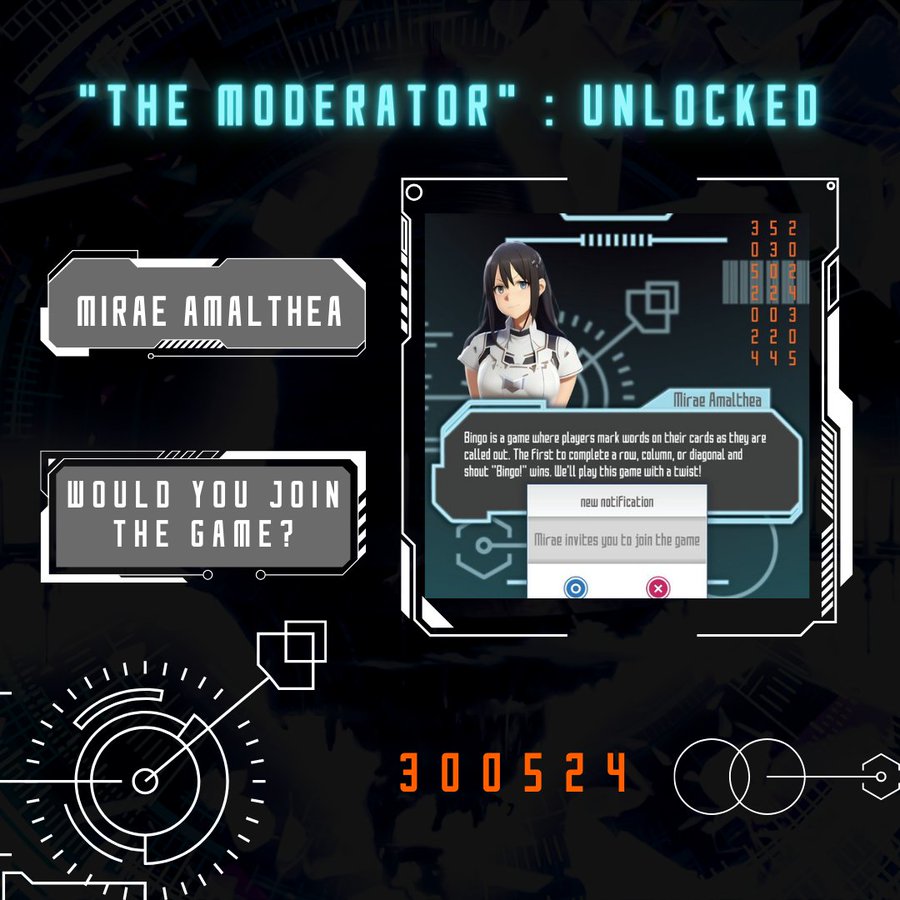 "THE MODERATOR" : UNLOCKED
MIRAE AMALTHEA
WOULD YOU JOIN
THE GAME?
3 5 2
0 3 0
5 0 2
2 2 4
0 0 3
2 2 0
4 4 5
Mirae Amalthea
Bingo is a game where players mark words on their cards as they are
called out. The first to complete a row, column, or diagonal and
shout "Bingo!" wins. We'll play this game with a twist!
new notification
Mirae invites you to join the game
300524